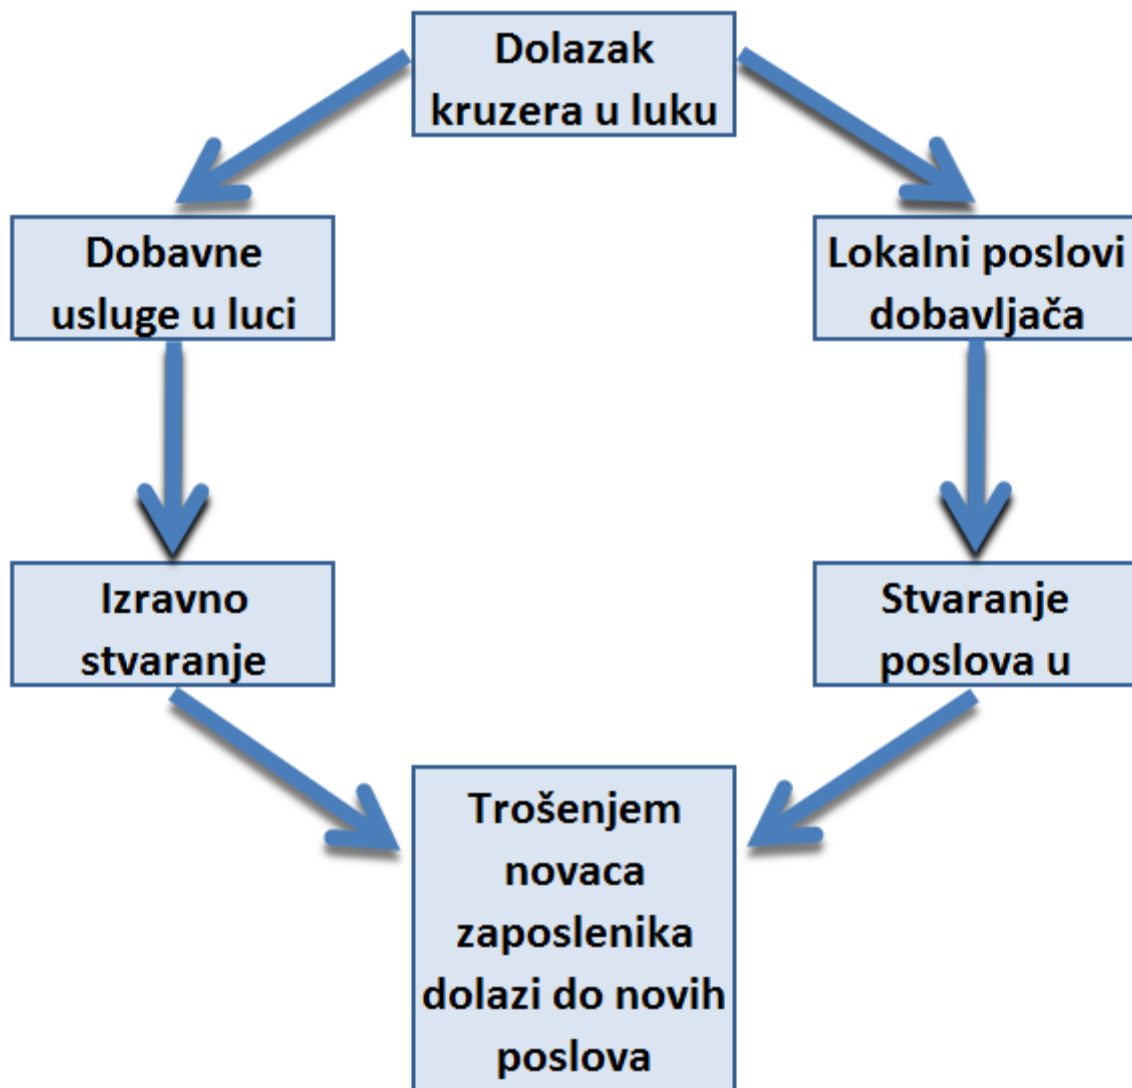 Dolazak
kruzera u luku
Dobavne
usluge u luci
Lokalni poslovi
dobavljača
Izravno
stvaranje
Stvaranje
poslova u
Trošenjem
novaca
zaposlenika
dolazi do novih
poslova